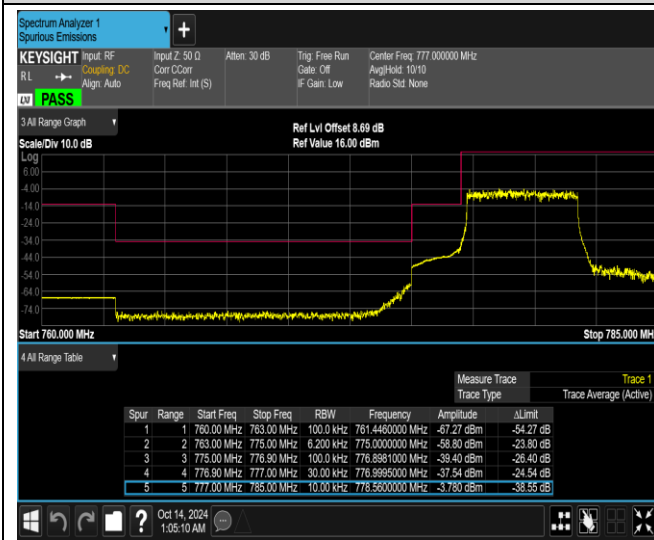 Spectrum Analyzer 1
Spurious Emissions
+
KEYSIGHT Input: RF Input Z: 50 Ω Atten: 30 dB Trig: Free Run Center Freq: 777.000000 MHz
RL Coupling: DC Corr CCorr Gate: Off Avg|Hold: 10/10
Align: Auto Freq Ref: Int (S) IF Gain: Low Radio Std: None
LXI PASS
3 All Range Graph
Ref Lvl Offset 8.69 dB
Scale/Div 10.0 dB Ref Value 16.00 dBm
Log
6.00
-4.00
-14.0
-24.0
-34.0
-44.0
-54.0
-64.0
-74.0
Start 760.000 MHz Stop 785.000 MH
4 All Range Table
Measure Trace Trace 1
Trace Type Trace Average (Active)
Spur Range Start Freq Stop Freq RBW Frequency Amplitude ΔLimit
1 1 760.00 MHz 763.00 MHz 100.0 kHz 761.4460000 MHz -67.27 dBm -54.27 dB
2 2 763.00 MHz 775.00 MHz 6.200 kHz 775.0000000 MHz -58.80 dBm -23.80 dB
3 3 775.00 MHz 776.90 MHz 100.0 kHz 776.8981000 MHz -39.40 dBm -26.40 dB
4 4 776.90 MHz 777.00 MHz 30.00 kHz 776.9995000 MHz -37.54 dBm -24.54 dB
5 5 777.00 MHz 785.00 MHz 10.00 kHz 778.5600000 MHz -3.780 dBm -38.55 dB
? Oct 14, 2024
1:05:10 AM